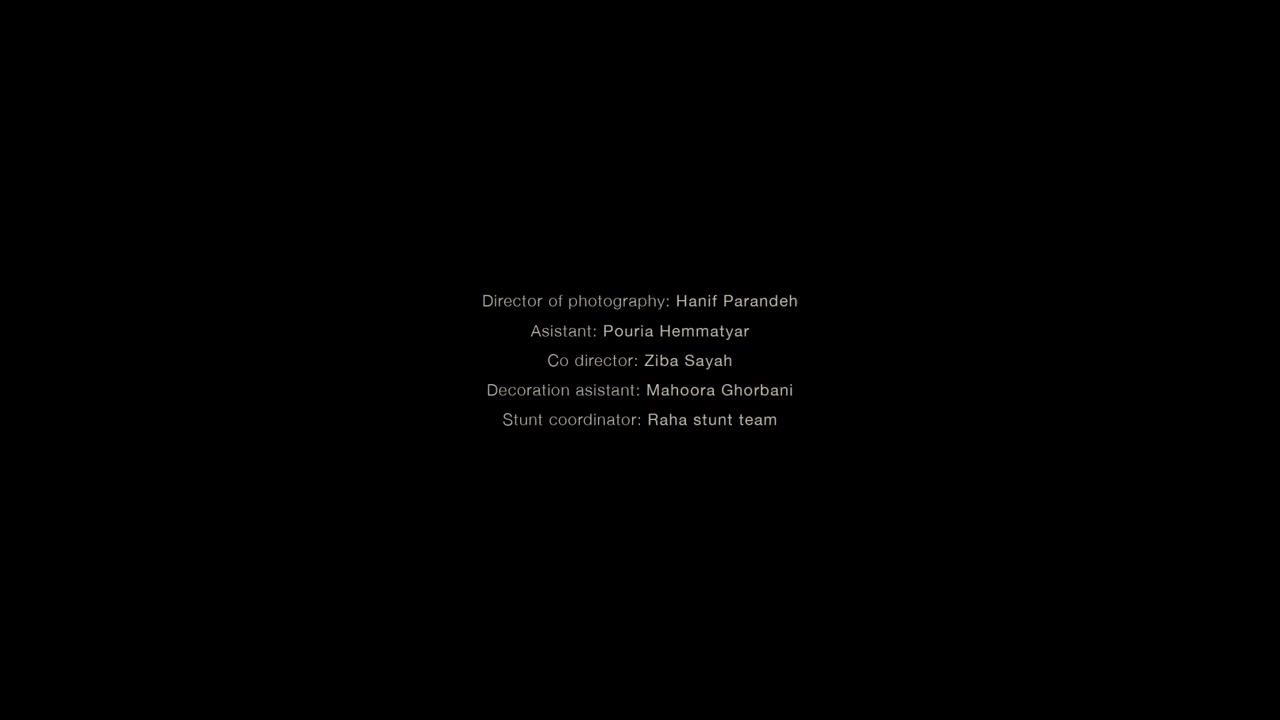 Director of photography: Hanif Parandeh
Asistant: Pouria Hemmatyar
Co director: Ziba Sayah
Decoration asistant: Mahoora Ghorbani
Stunt coordinator: Raha stunt team